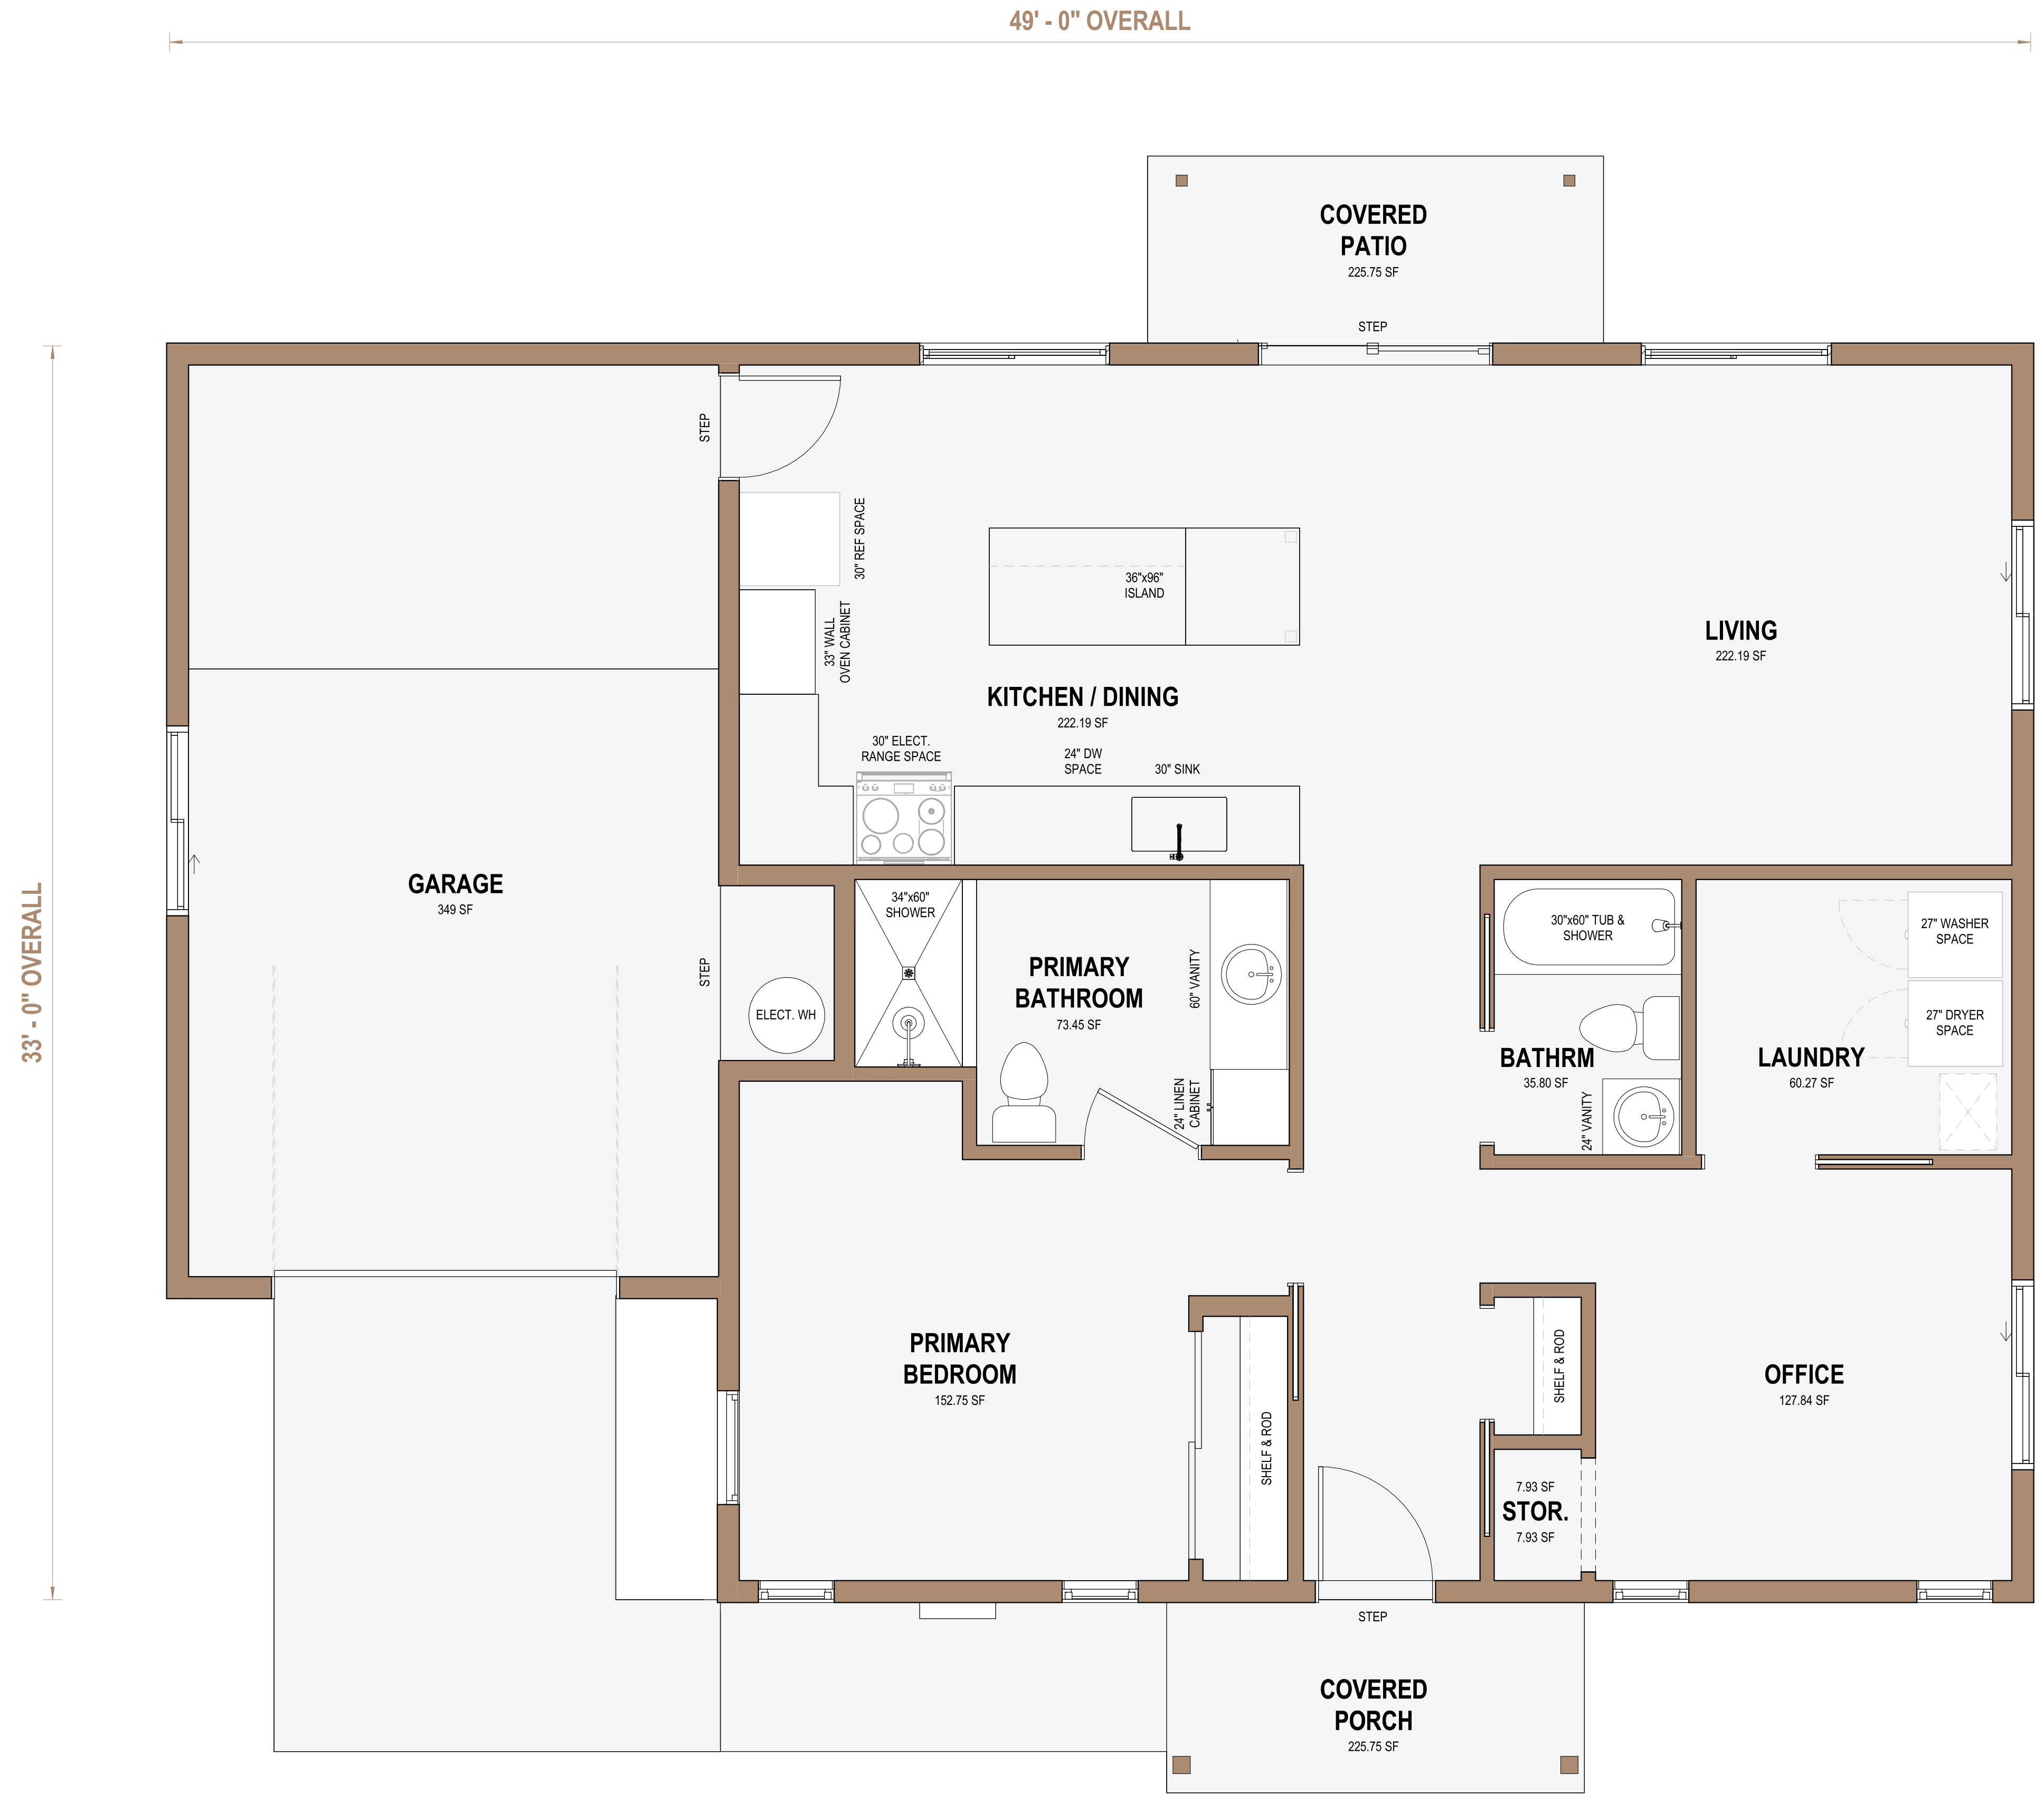 49' - 0" OVERALL
COVERED
PATIO
225.75 SF
STEP
STEP
30" REF SPACE
36"x96"
ISLAND
33" WALL
OVEN CABINET
LIVING
222.19 SF
KITCHEN / DINING
222.19 SF
30" ELECT.
RANGE SPACE
24" DW
SPACE
30" SINK
GARAGE
349 SF
33' - 0" OVERALL
STEP
ELECT. WH
34"x60"
SHOWER
PRIMARY
BATHROOM
73.45 SF
60" VANITY
24" LINEN
CABINET
30"x60" TUB &
SHOWER
BATHRM
35.80 SF
24" VANITY
27" WASHER
SPACE
27" DRYER
SPACE
LAUNDRY
60.27 SF
PRIMARY
BEDROOM
152.75 SF
SHELF & ROD
SHELF & ROD
OFFICE
127.84 SF
7.93 SF
STOR.
7.93 SF
STEP
COVERED
PORCH
225.75 SF